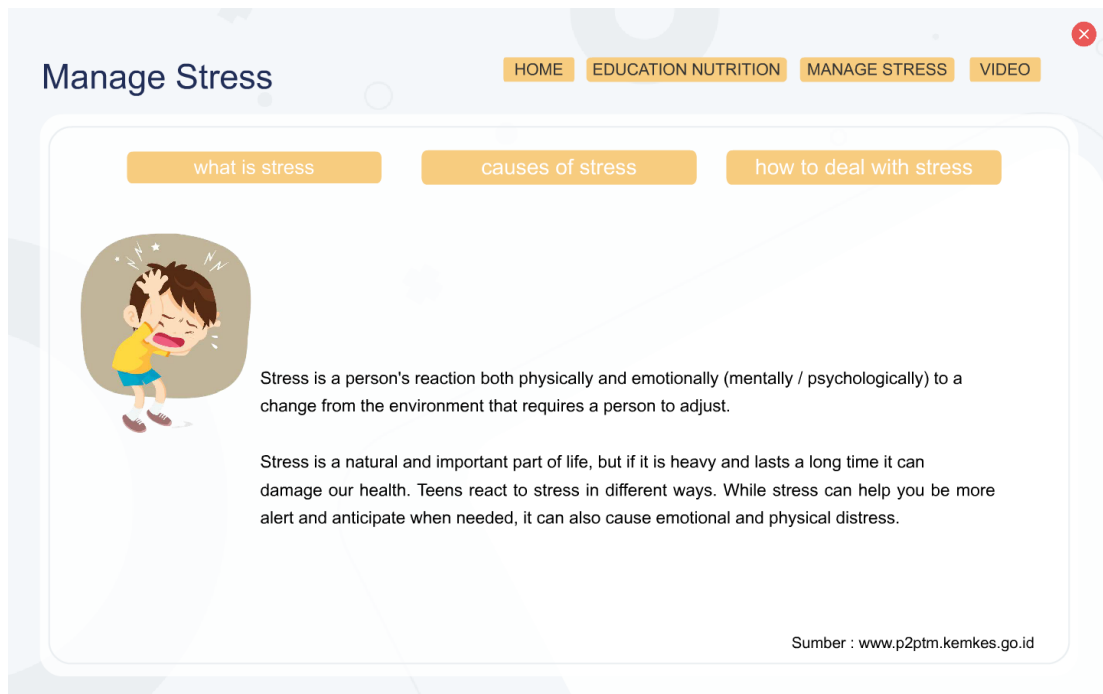 Manage Stress
HOME
EDUCATION NUTRITION
MANAGE STRESS
VIDEO
what is stress
causes of stress
how to deal with stress
Stress is a person's reaction both physically and emotionally (mentally / psychologically) to a
change from the environment that requires a person to adjust.
Stress is a natural and important part of life, but if it is heavy and lasts a long time it can
damage our health. Teens react to stress in different ways. While stress can help you be more
alert and anticipate when needed, it can also cause emotional and physical distress.
Sumber : www.p2ptm.kemkes.go.id